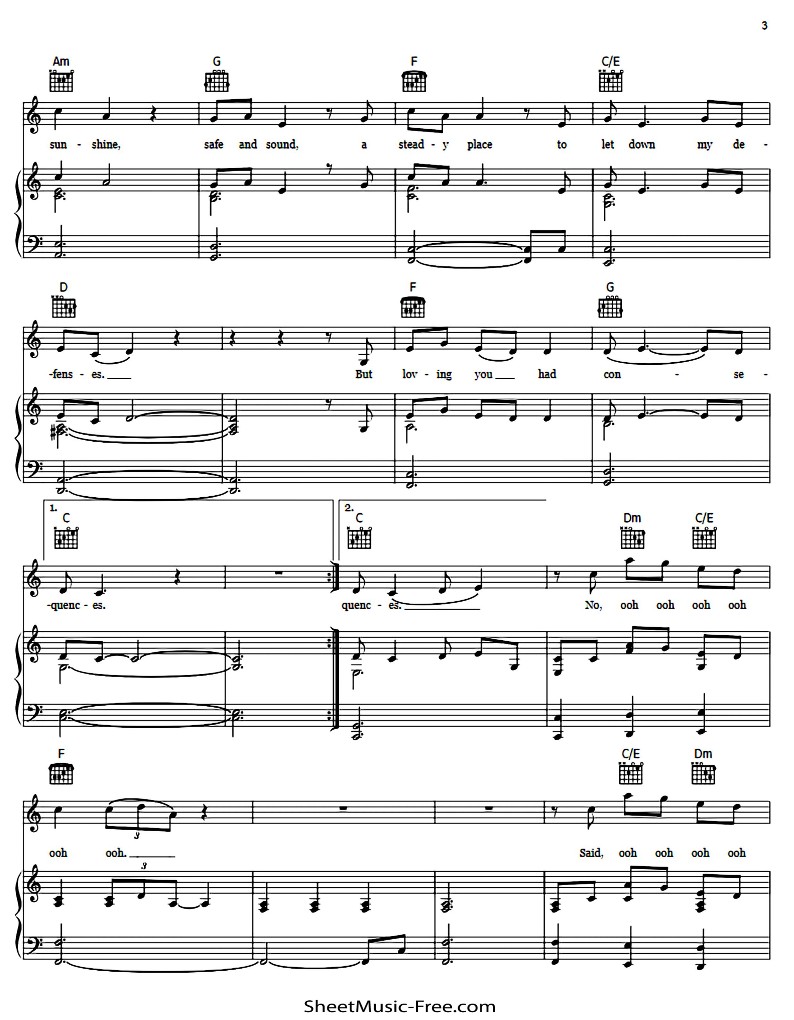 3
Am G F C/E
sun - shine, safe and sound, a stead - y place to let down my de -
D F G
-fens - es. But lov - ing you had con - se -
1. 2.
C C Dm C/E
-quenc - es. quenc - es. No, ooh ooh ooh ooh
F C/E Dm
3
ooh ooh. Said, ooh ooh ooh ooh
3
SheetMusic-Free.com